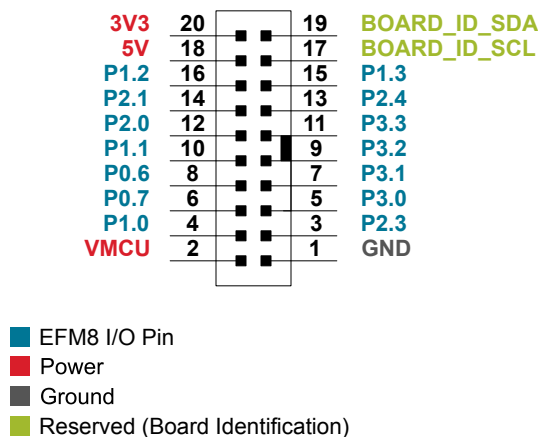 3V3 20 19 BOARD_ID_SDA
5V 18 17 BOARD_ID_SCL
P1.2 16 15 P1.3
P2.1 14 13 P2.4
P2.0 12 11 P3.3
P1.1 10 9 P3.2
P0.6 8 7 P3.1
P0.7 6 5 P3.0
P1.0 4 3 P2.3
VMCU 2 1 GND
EFM8 I/O Pin
Power
Ground
Reserved (Board Identification)